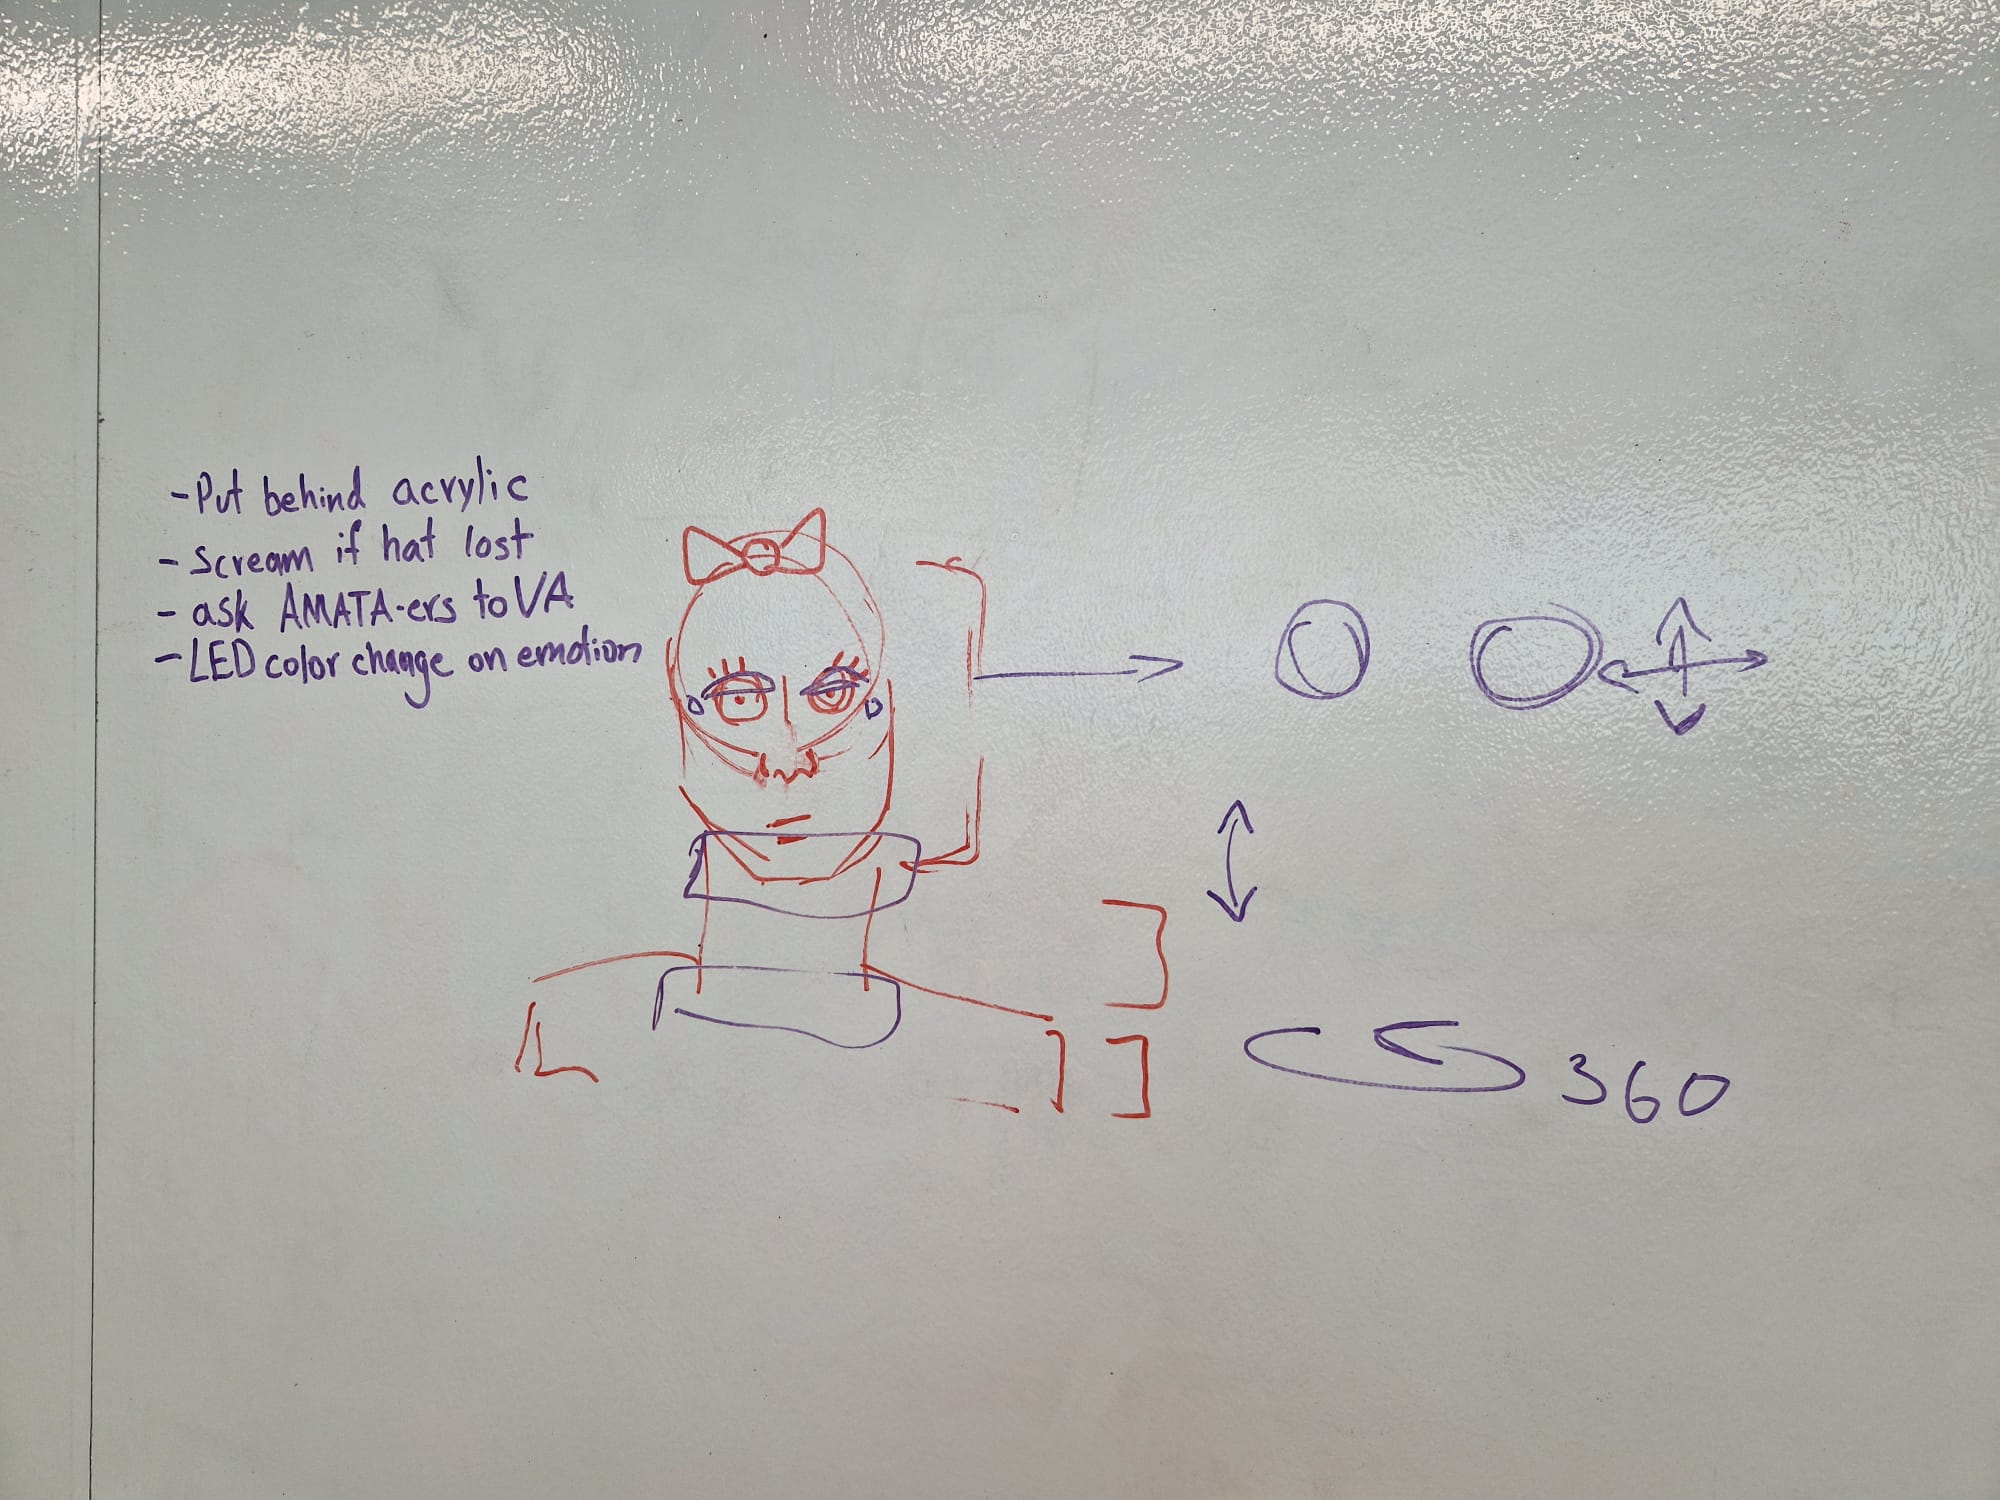 - Put behind acrylic
- scream if hat lost
- ask AMATA-ers to VA
- LED color change on emotion
360